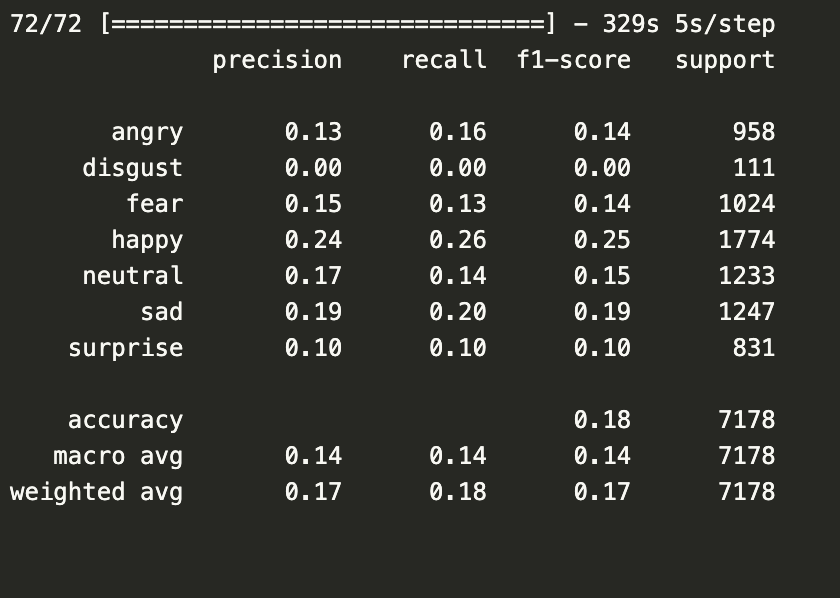 72/72 [==============================] - 329s 5s/step
precision recall f1-score support
angry 0.13 0.16 0.14 958
disgust 0.00 0.00 0.00 111
fear 0.15 0.13 0.14 1024
happy 0.24 0.26 0.25 1774
neutral 0.17 0.14 0.15 1233
sad 0.19 0.20 0.19 1247
surprise 0.10 0.10 0.10 831
accuracy 0.18 7178
macro avg 0.14 0.14 0.14 7178
weighted avg 0.17 0.18 0.17 7178